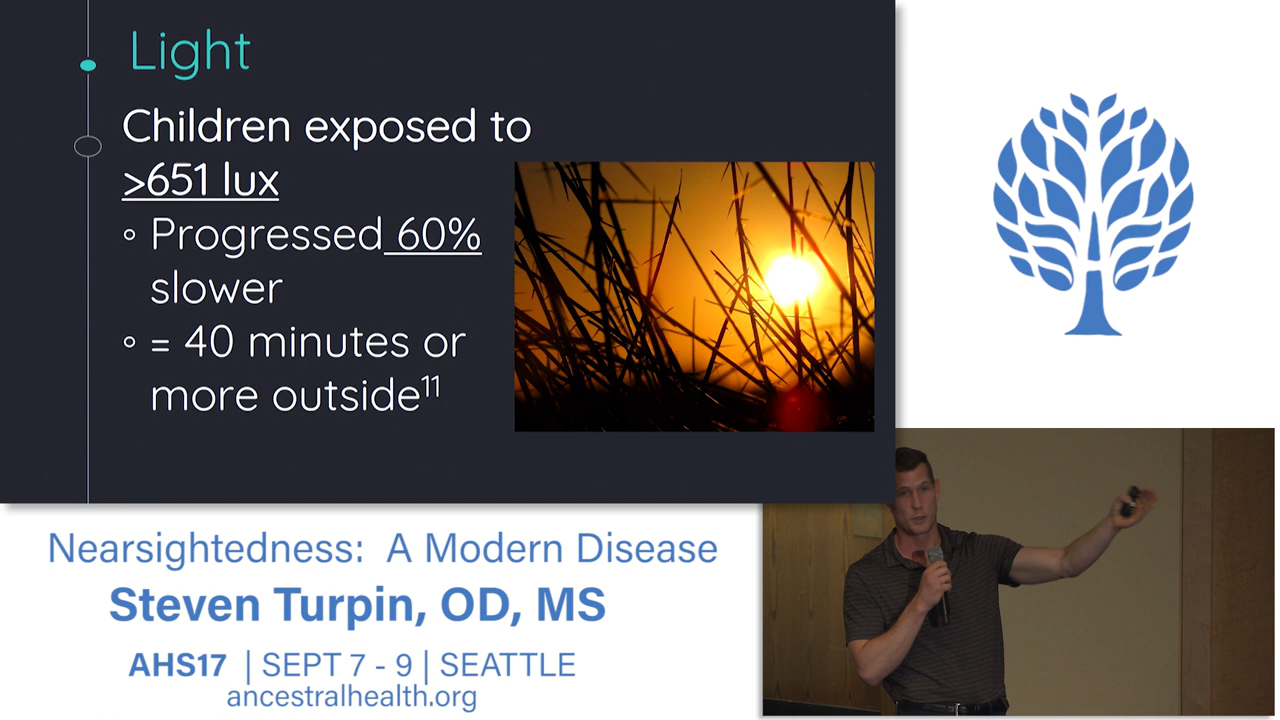 Light
Children exposed to
>651 lux
◦ Progressed 60%
slower
◦ = 40 minutes or
more outside¹¹
Nearsightedness: A Modern Disease
Steven Turpin, OD, MS
AHS17 | SEPT 7 - 9 | SEATTLE
ancestralhealth.org